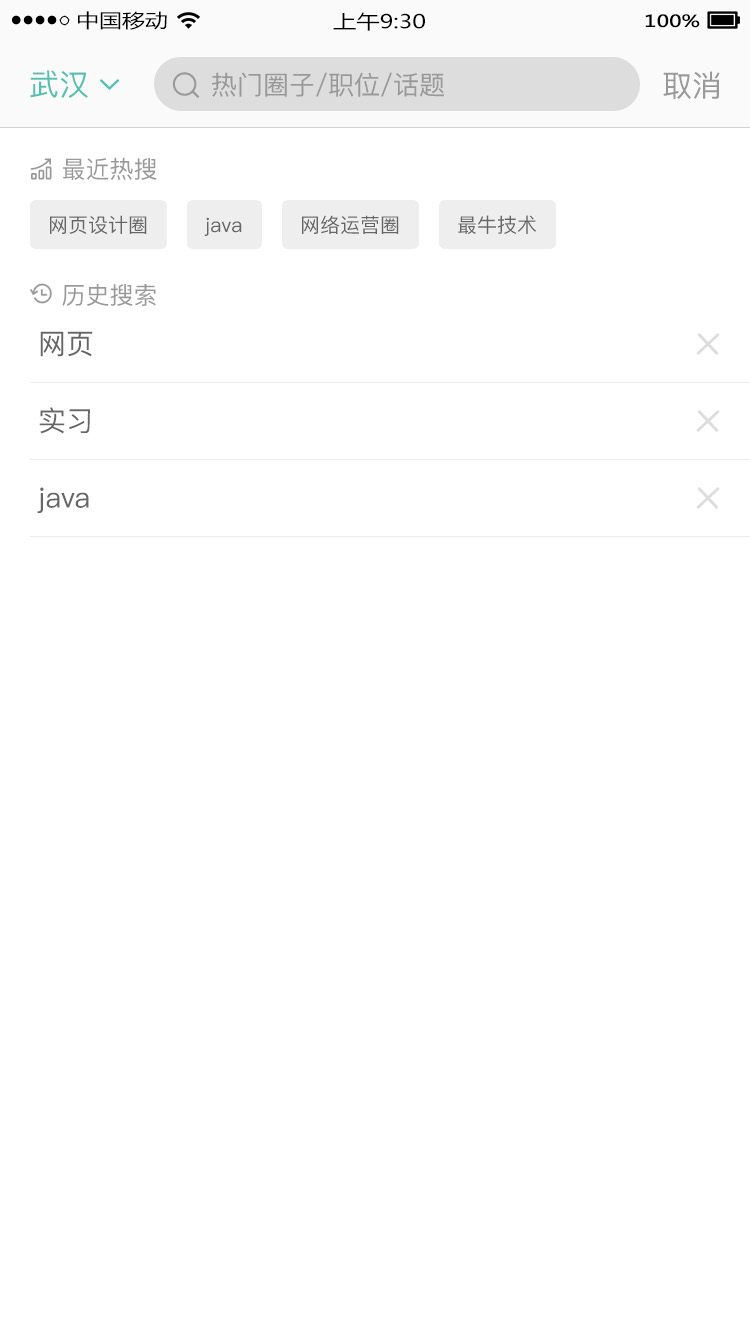 中国移动 上午9:30 100%
武汉 热门圈子/职位/话题 取消
最近热搜
网页设计圈 java 网络运营圈 最牛技术
历史搜索
网页
实习
java